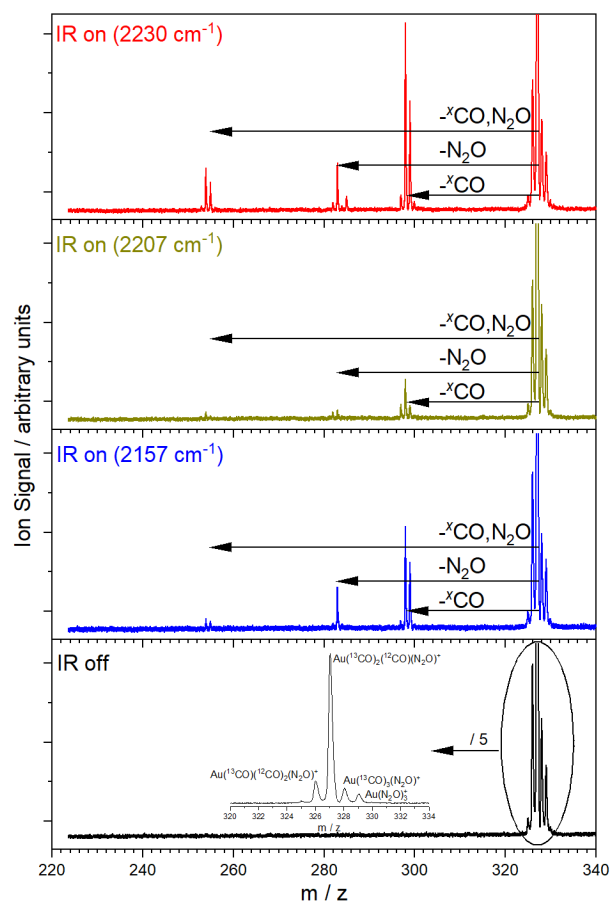 IR on (2230 cm⁻¹)
-ˣCO,N₂O
-N₂O
-ˣCO
IR on (2207 cm⁻¹)
-ˣCO,N₂O
-N₂O
-ˣCO
IR on (2157 cm⁻¹)
-ˣCO,N₂O
-N₂O
-ˣCO
IR off
Au(¹³CO)₂(¹²CO)(N₂O)⁺
/ 5
Au(¹³CO)(¹²CO)₂(N₂O)⁺
Au(¹³CO)₃(N₂O)⁺
Au(N₂O)₃⁺
320 322 324 326 328 330 332 334
m / z
220 240 260 280 300 320 340
m / z
Ion Signal / arbitrary units